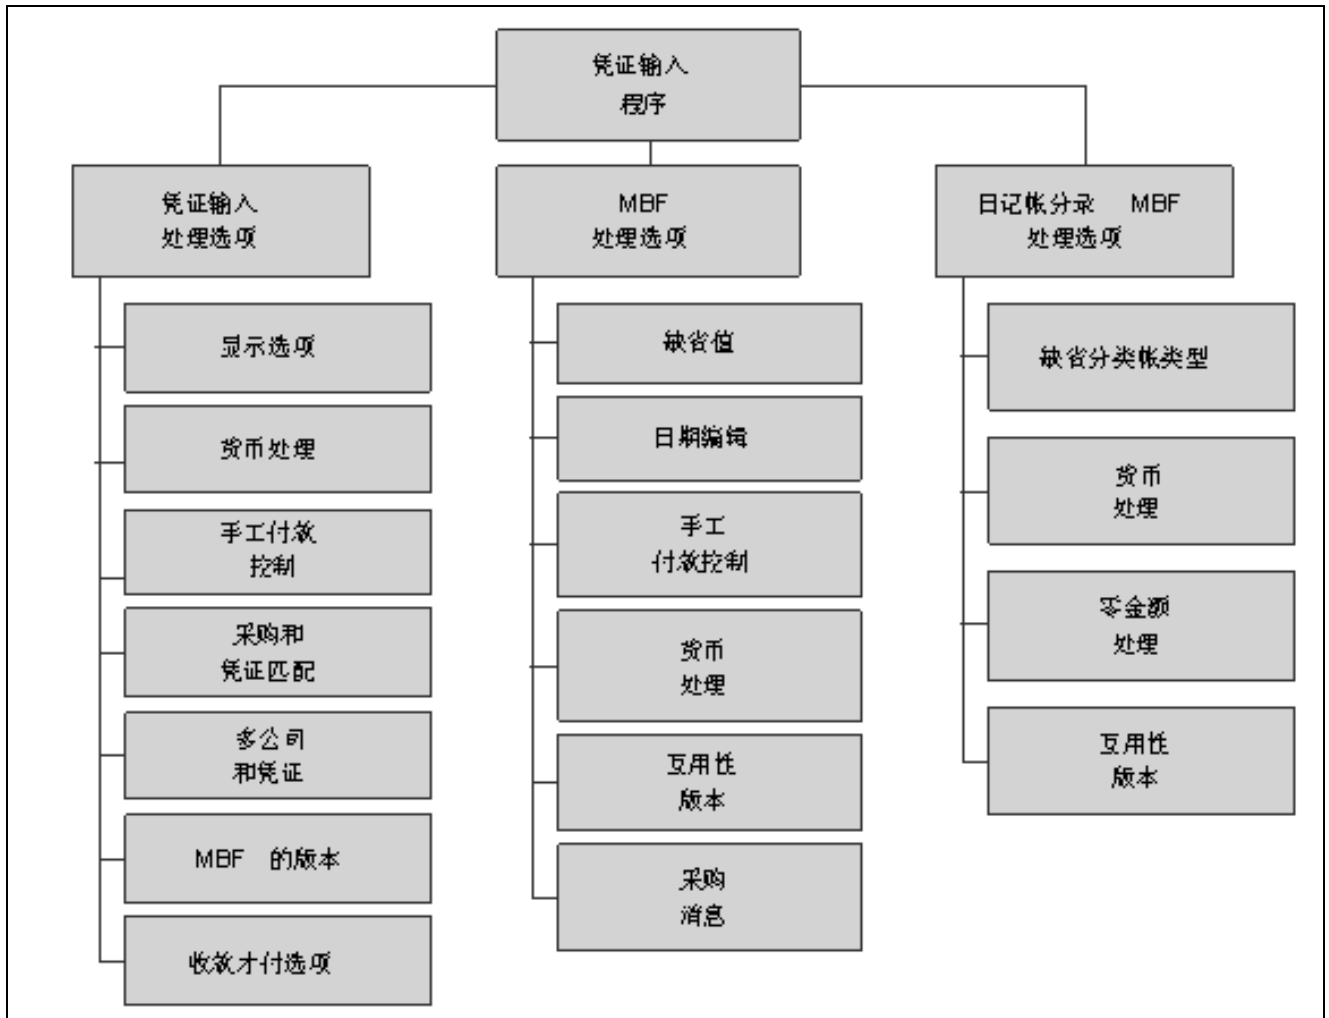 凭证输入
程序
凭证输入
处理选项
显示选项
货币处理
手工付款
控制
采购和
凭证匹配
多公司
和凭证
MBF 的版本
收款才付选项
MBF
处理选项
缺省值
日期编辑
手工
付款控制
货币
处理
互用性
版本
采购
消息
日记帐分录 MBF
处理选项
缺省分类帐类型
货币
处理
零金额
处理
互用性
版本